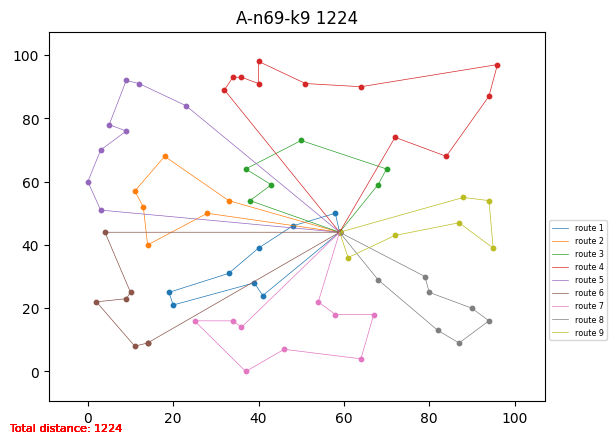 A-n69-k9 1224
100
80
60
40
20
0
0 20 40 60 80 100
route 1
route 2
route 3
route 4
route 5
route 6
route 7
route 8
route 9
Total distance: 1224